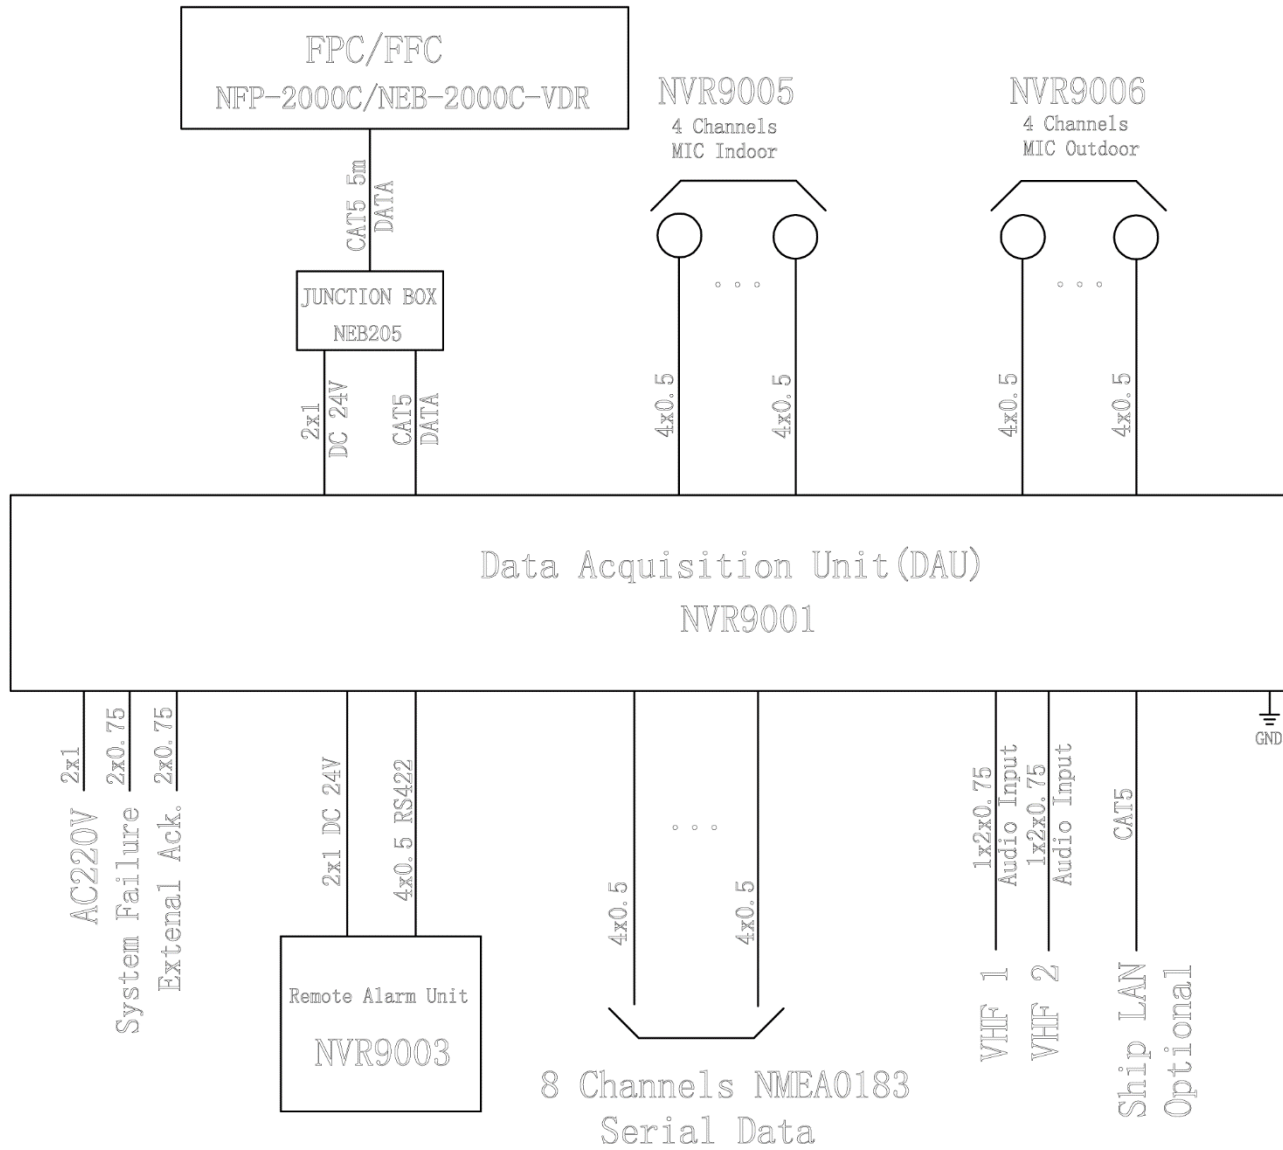 FPC/FFC
NFP-2000C/NEB-2000C-VDR
NVR9005
4 Channels
MIC Indoor
NVR9006
4 Channels
MIC Outdoor
CAT5 5m
DATA
JUNCTION BOX
NEB205
2x1
DC 24V
CAT5
DATA
4x0.5
4x0.5
4x0.5
4x0.5
Data Acquisition Unit(DAU)
NVR9001
2x1
AC220V
2x0.75
System Failure
2x0.75
Extenal Ack.
2x1 DC 24V
4x0.5 RS422
Remote Alarm Unit
NVR9003
4x0.5
4x0.5
8 Channels NMEA0183
Serial Data
1x2x0.75
Audio Input
VHF 1
1x2x0.75
Audio Input
VHF 2
CAT5
Ship LAN
Optional
GND